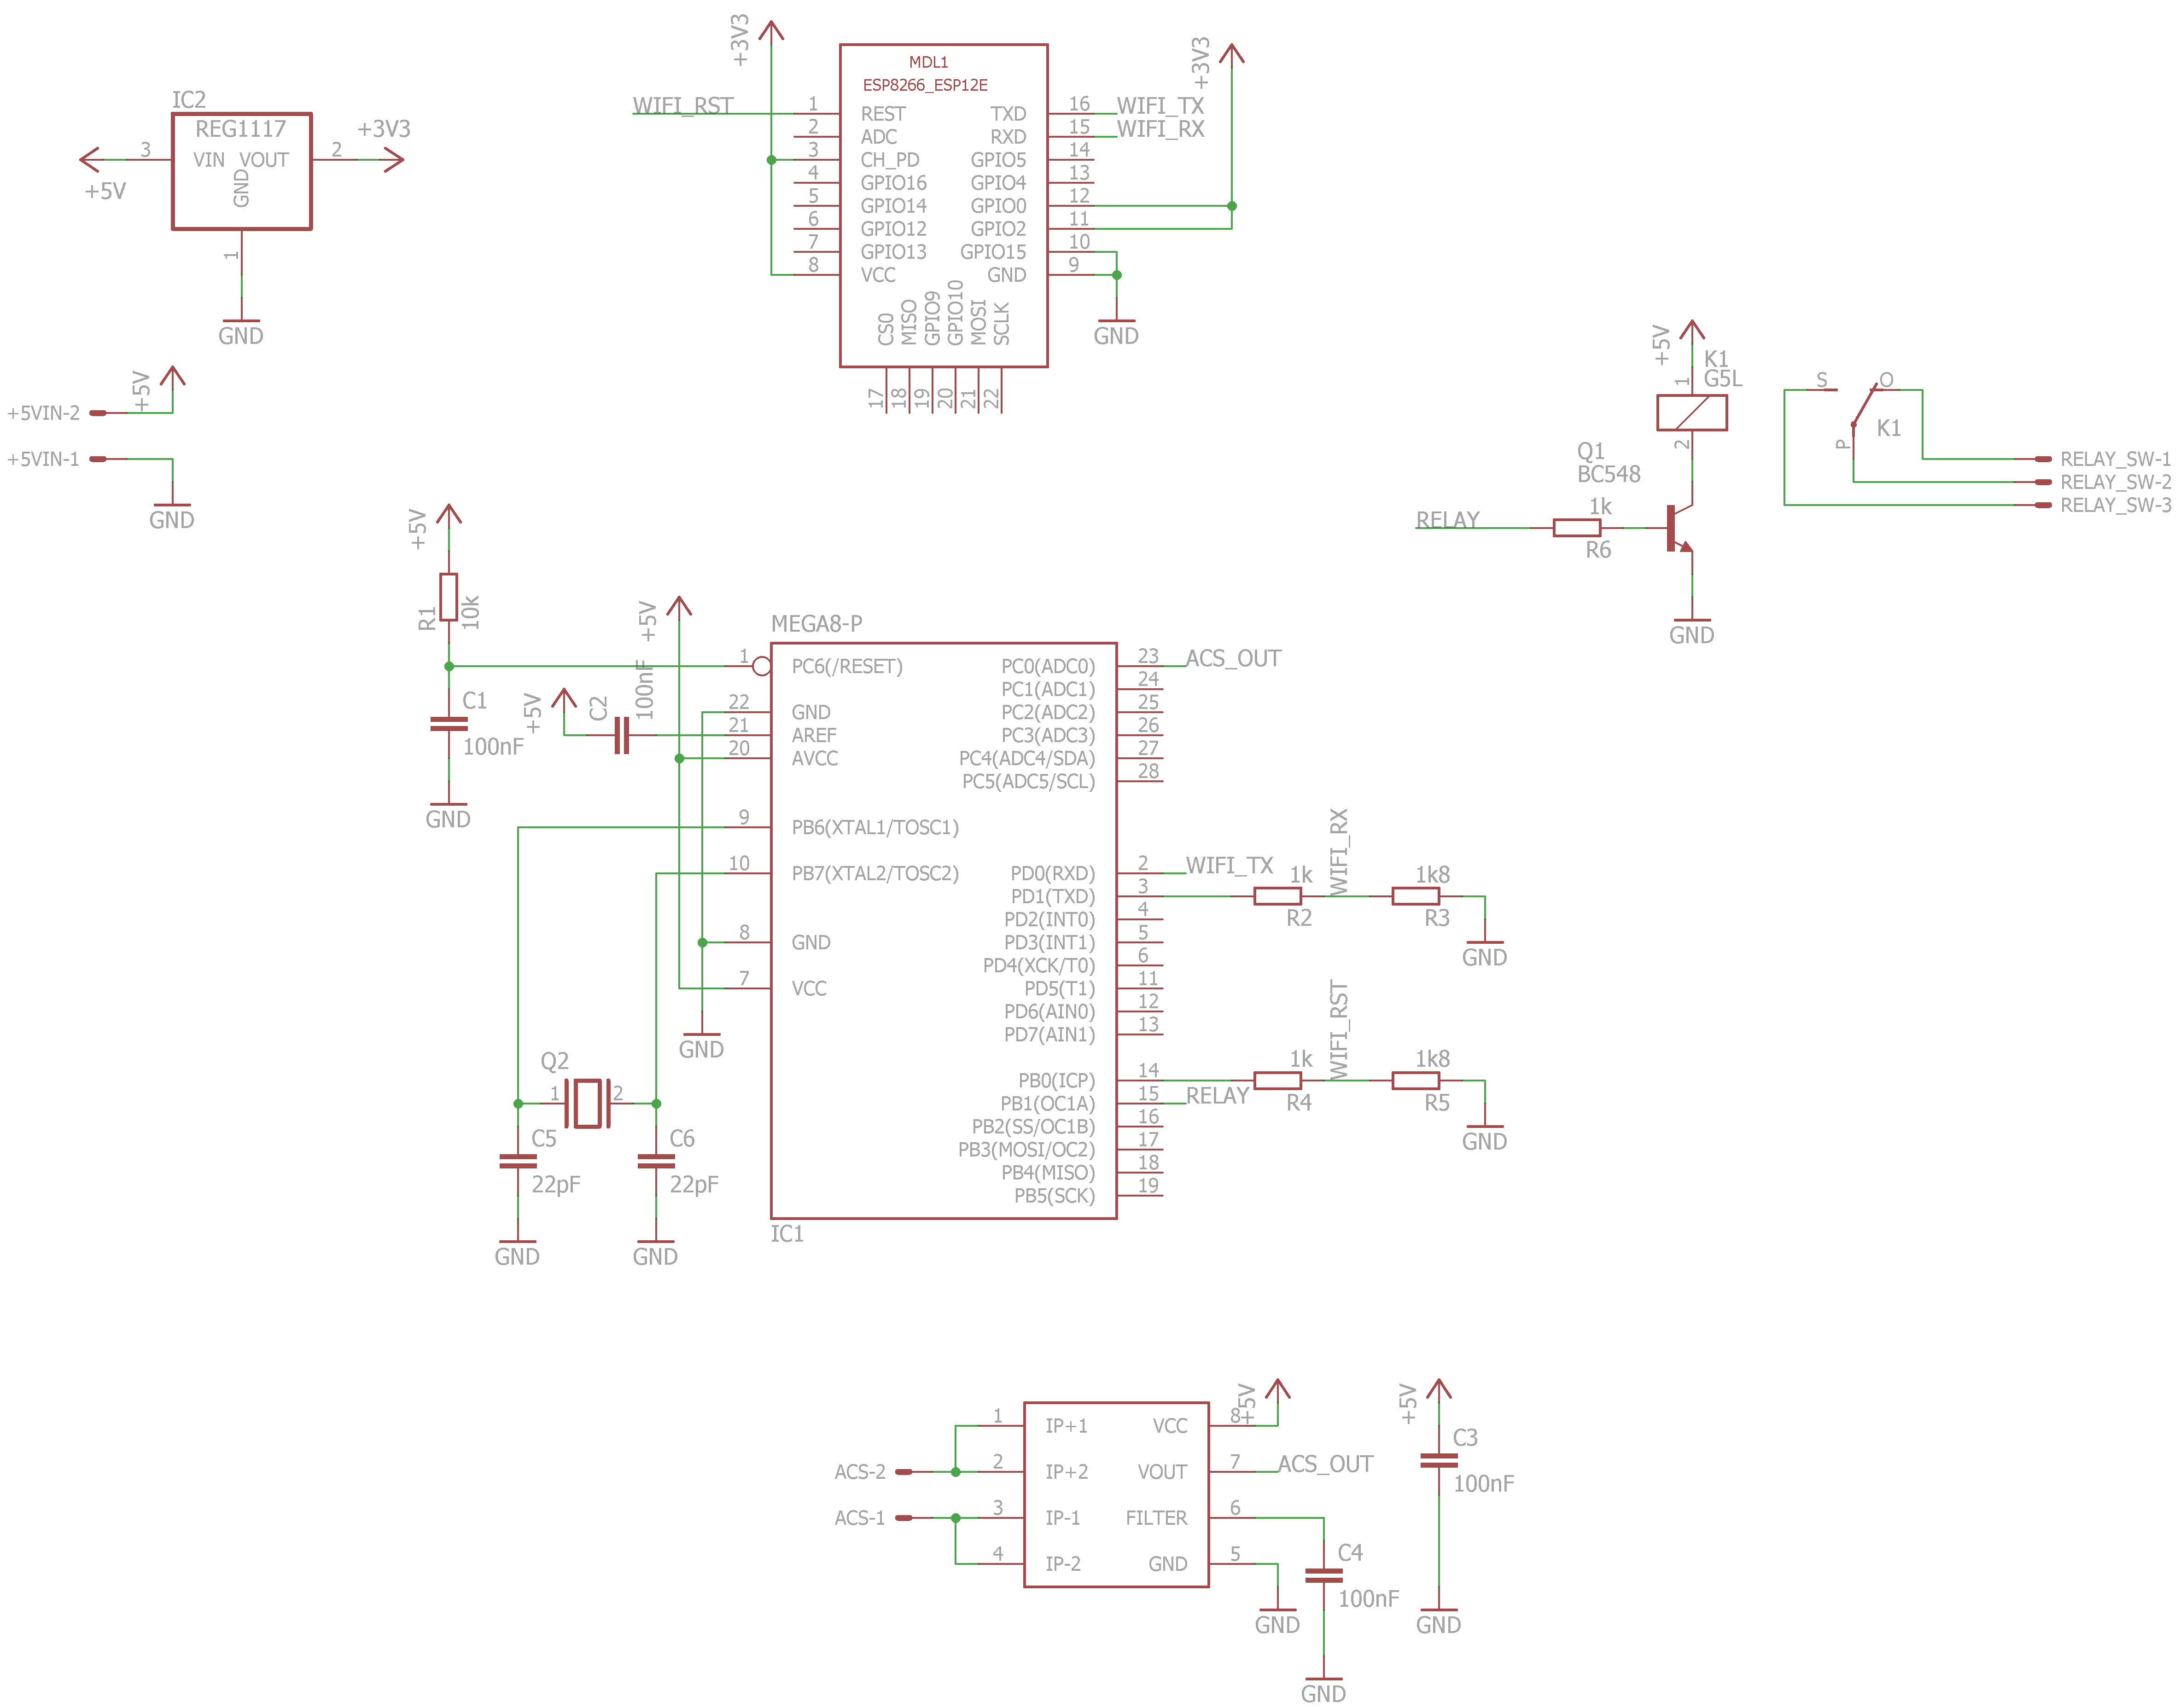 IC2
REG1117
VIN VOUT
GND
3
2
1
+5V
+3V3
GND
+5VIN-2
+5V
+5VIN-1
GND
+3V3
WIFI_RST
MDL1
ESP8266_ESP12E
1 REST
2 ADC
3 CH_PD
4 GPIO16
5 GPIO14
6 GPIO12
7 GPIO13
8 VCC
TXD 16 WIFI_TX
RXD 15 WIFI_RX
GPIO5 14
GPIO4 13
GPIO0 12
GPIO2 11
GPIO15 10
GND 9
CS0 MISO GPIO9 GPIO10 MOSI SCLK
17 18 19 20 21 22
+3V3
GND
+5V
K1
G5L
1
2
Q1
BC548
RELAY
1k
R6
GND
S
O
P
K1
RELAY_SW-1
RELAY_SW-2
RELAY_SW-3
+5V
R1
10k
C1
100nF
GND
+5V
C2
100nF
+5V
MEGA8-P
1 PC6(/RESET)
22 GND
21 AREF
20 AVCC
9 PB6(XTAL1/TOSC1)
10 PB7(XTAL2/TOSC2)
8 GND
7 VCC
GND
PC0(ADC0) 23 ACS_OUT
PC1(ADC1) 24
PC2(ADC2) 25
PC3(ADC3) 26
PC4(ADC4/SDA) 27
PC5(ADC5/SCL) 28
PD0(RXD) 2 WIFI_TX
PD1(TXD) 3
PD2(INT0) 4
PD3(INT1) 5
PD4(XCK/T0) 6
PD5(T1) 11
PD6(AIN0) 12
PD7(AIN1) 13
PB0(ICP) 14
PB1(OC1A) 15 RELAY
PB2(SS/OC1B) 16
PB3(MOSI/OC2) 17
PB4(MISO) 18
PB5(SCK) 19
IC1
1k
R2
WIFI_RX
1k8
R3
GND
1k
R4
WIFI_RST
1k8
R5
GND
Q2
1
2
C5
22pF
GND
C6
22pF
GND
ACS-2
ACS-1
1 IP+1
2 IP+2
3 IP-1
4 IP-2
VCC 8
VOUT 7 ACS_OUT
FILTER 6
GND 5
+5V
GND
C4
100nF
GND
+5V
C3
100nF
GND